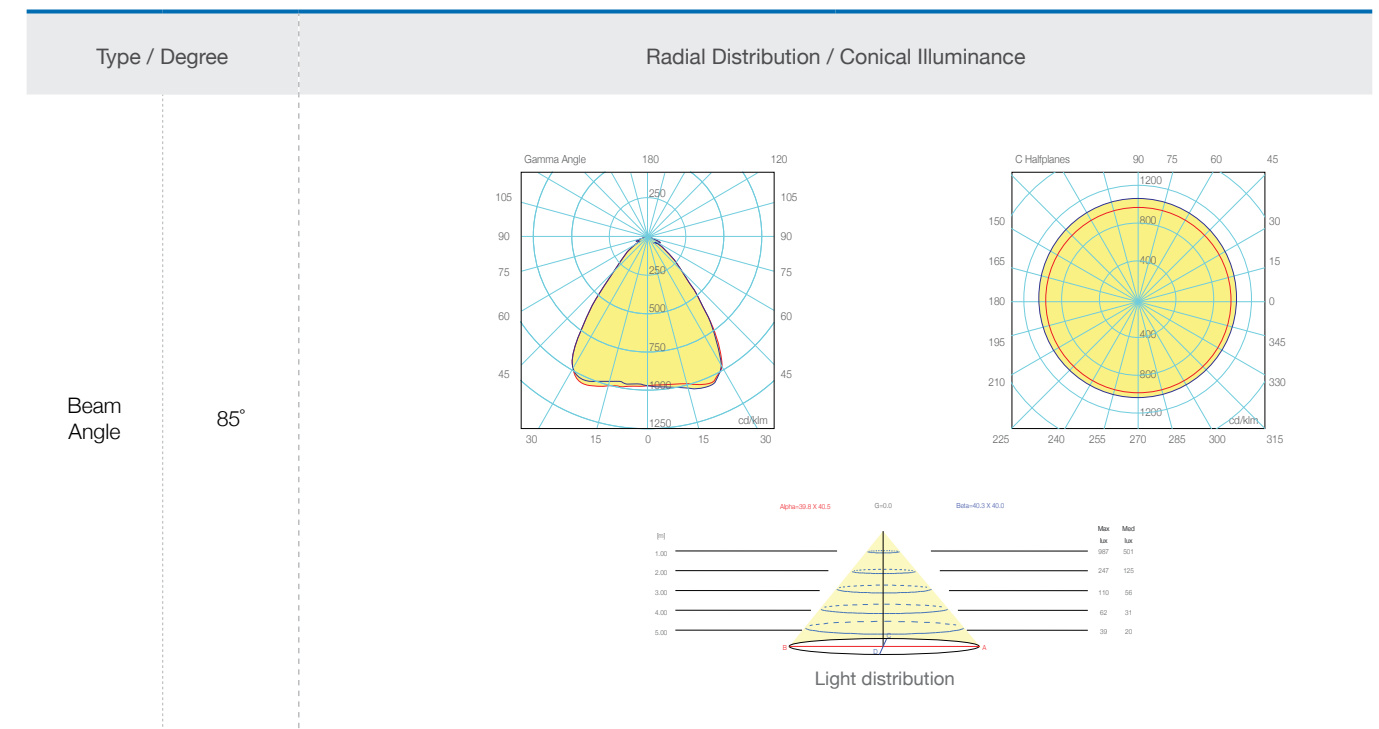 Type / Degree Radial Distribution / Conical Illuminance
Gamma Angle 180 120
C Halfplanes 90 75 60 45
105 250 105
90 90
75 250 75
60 500 60
750
45 1000 45
1250 cd/klm
30 15 0 15 30
1200
150 800 30
165 400 15
180 0
195 400 345
210 800 330
1200 cd/klm
225 240 255 270 285 300 315
Beam
Angle
85°
Alpha=39.8 X 40.5 G=0.0 Beta=40.3 X 40.0
[m] Max Med
lux lux
1.00 987 501
2.00 247 125
3.00 110 56
4.00 62 31
5.00 39 20
C
B D A
Light distribution